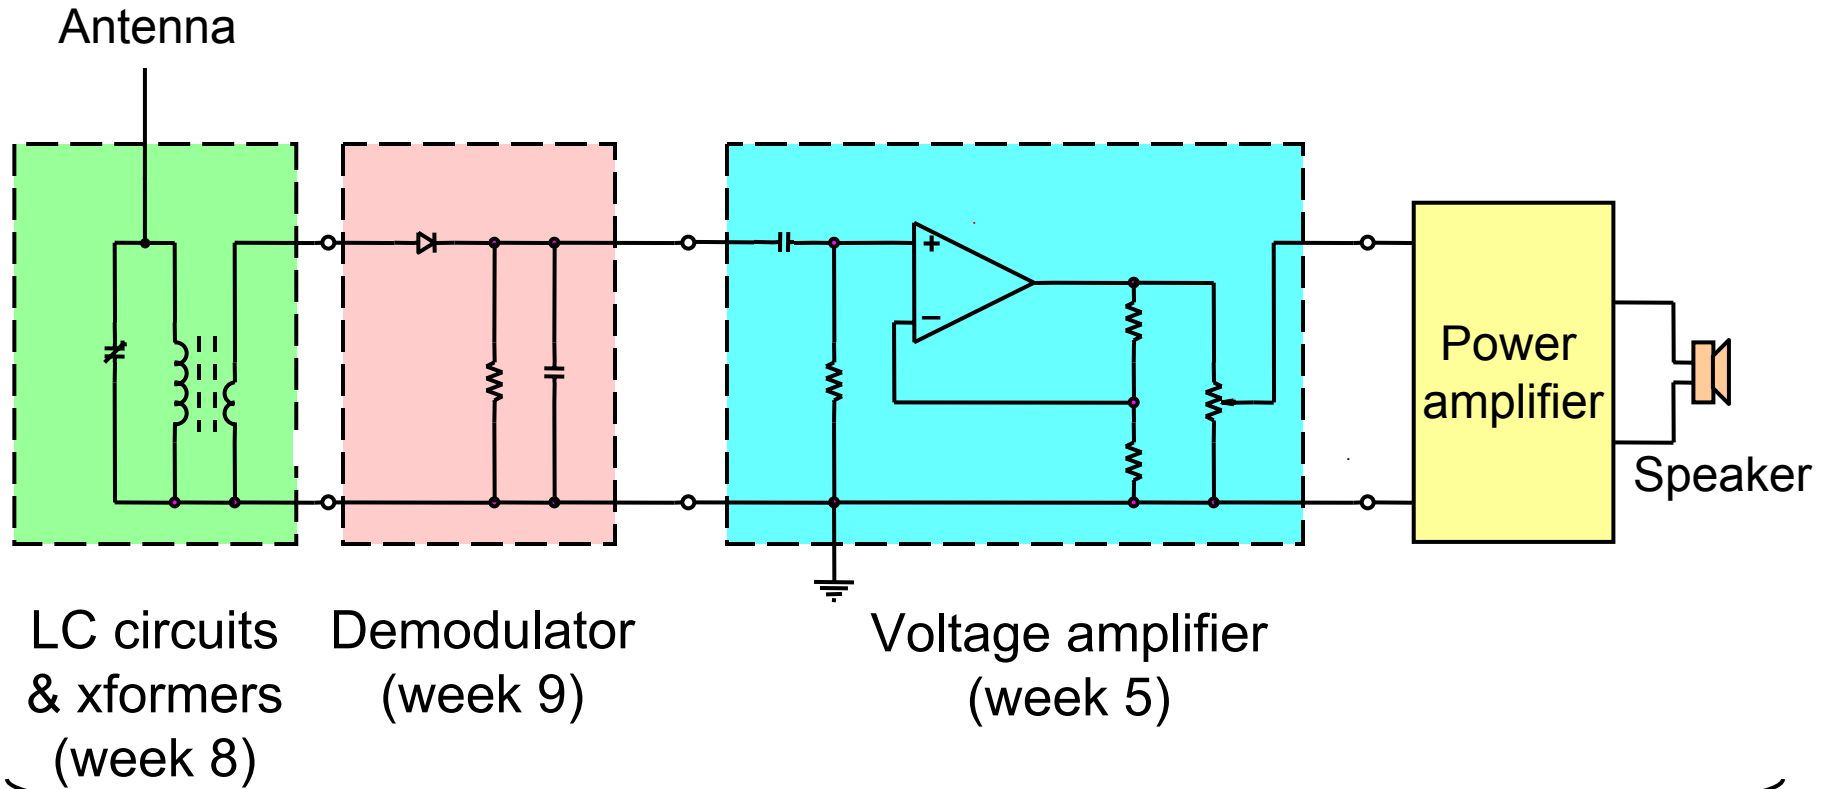 Antenna
+
−
Power
amplifier
Speaker
LC circuits
& xformers
(week 8)
Demodulator
(week 9)
Voltage amplifier
(week 5)